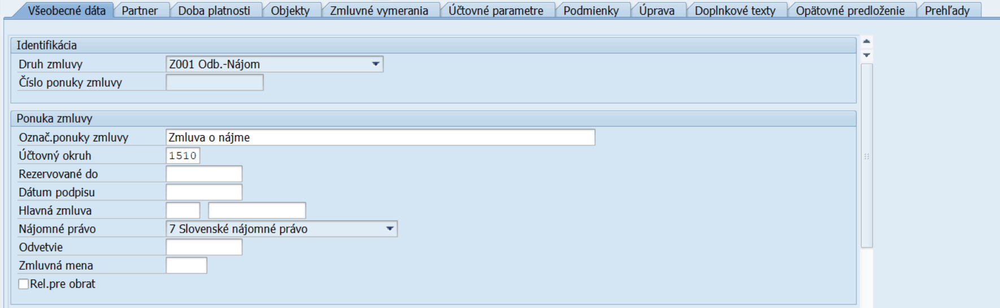 Všeobecné dáta Partner Doba platnosti Objekty Zmluvné vymerania Účtovné parametre Podmienky Úprava Doplnkové texty Opätovné predloženie Prehľady
Identifikácia
Druh zmluvy Z001 Odb.-Nájom
Číslo ponuky zmluvy
Ponuka zmluvy
Označ.ponuky zmluvy Zmluva o nájme
Účtovný okruh 1510
Rezervované do
Dátum podpisu
Hlavná zmluva
Nájomné právo 7 Slovenské nájomné právo
Odvetvie
Zmluvná mena
Rel.pre obrat